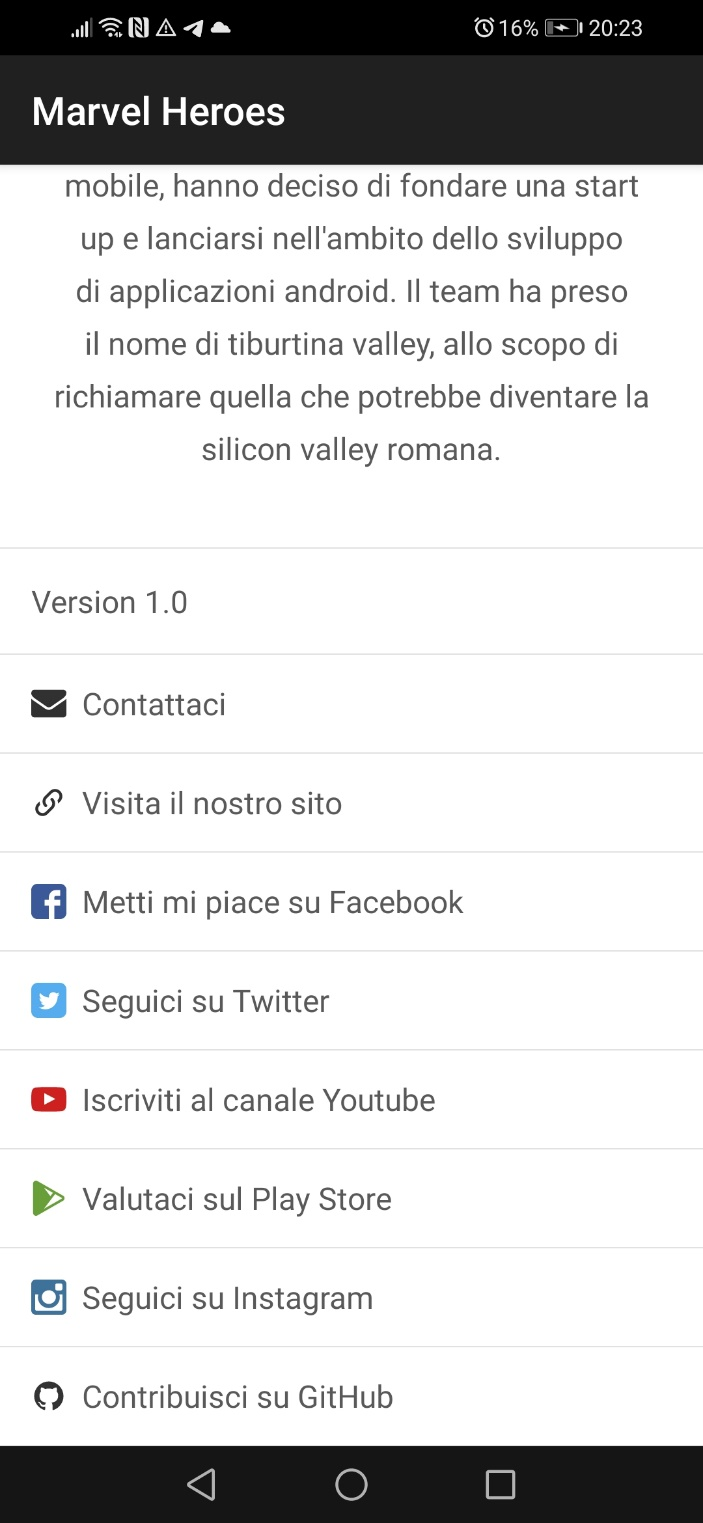 16% 20:23
Marvel Heroes
mobile, hanno deciso di fondare una start
up e lanciarsi nell'ambito dello sviluppo
di applicazioni android. Il team ha preso
il nome di tiburtina valley, allo scopo di
richiamare quella che potrebbe diventare la
silicon valley romana.
Version 1.0
Contattaci
Visita il nostro sito
Metti mi piace su Facebook
Seguici su Twitter
Iscriviti al canale Youtube
Valutaci sul Play Store
Seguici su Instagram
Contribuisci su GitHub